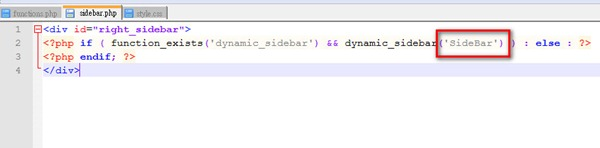 functions.php sidebar.php style.css
1 <div id="right_sidebar">
2 <?php if ( function_exists('dynamic_sidebar') && dynamic_sidebar('SideBar') ) : else : ?>
3 <?php endif; ?>
4 </div>